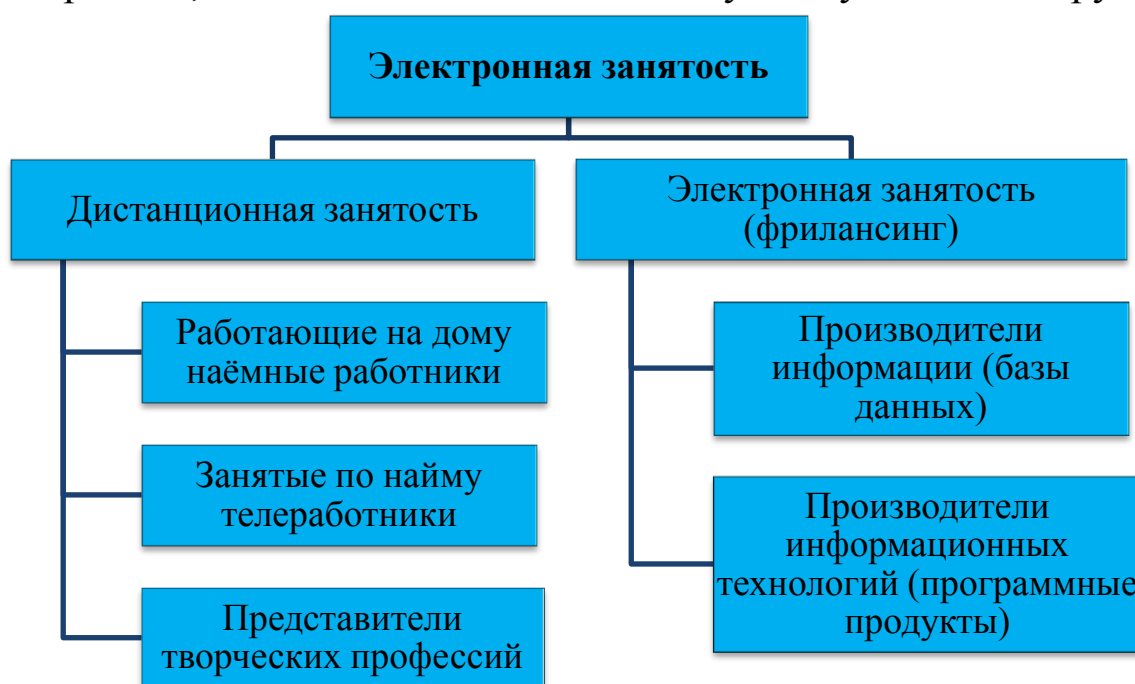 Электронная занятость
Дистанционная занятость
Электронная занятость
(фрилансинг)
Работающие на дому
наёмные работники
Занятые по найму
телеработники
Представители
творческих профессий
Производители
информации (базы
данных)
Производители
информационных
технологий (программные
продукты)